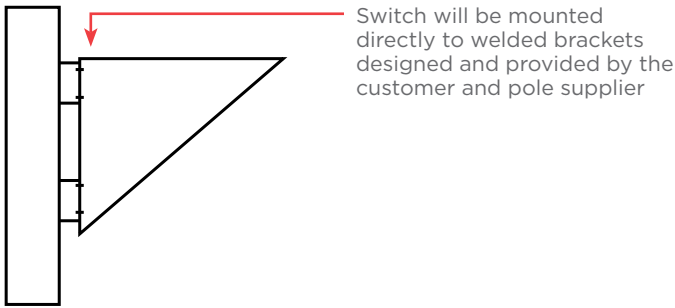 Switch will be mounted
directly to welded brackets
designed and provided by the
customer and pole supplier